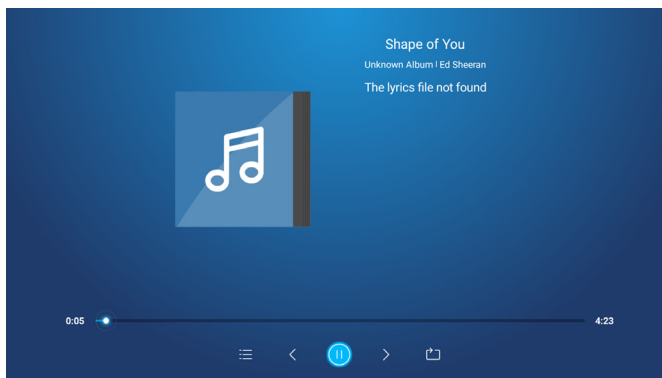 Shape of You
Unknown Album | Ed Sheeran
The lyrics file not found
0:05
4:23